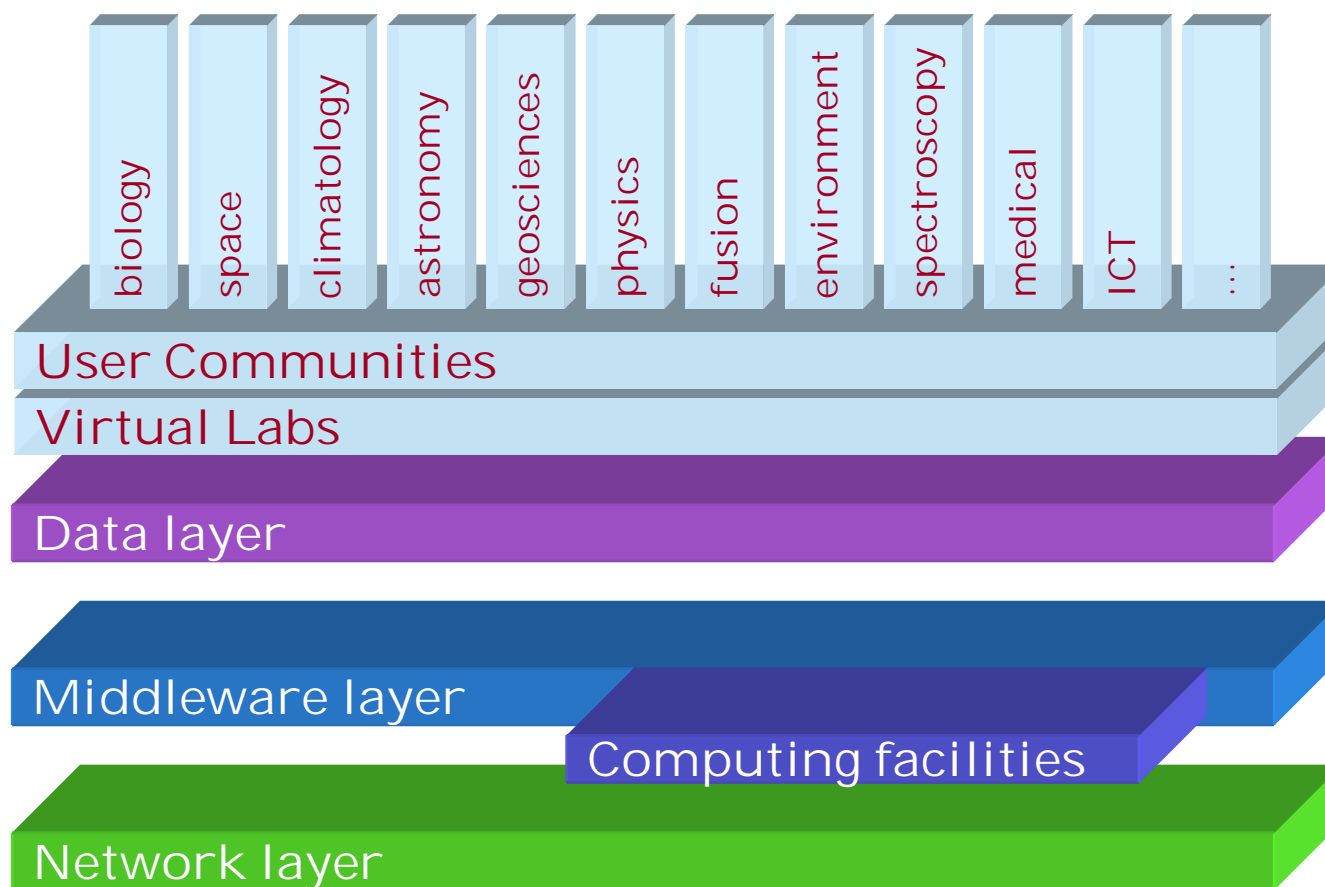 biology
space
climatology
astronomy
geosciences
physics
fusion
environment
spectroscopy
medical
ICT
...
User Communities
Virtual Labs
Data layer
Middleware layer
Computing facilities
Network layer